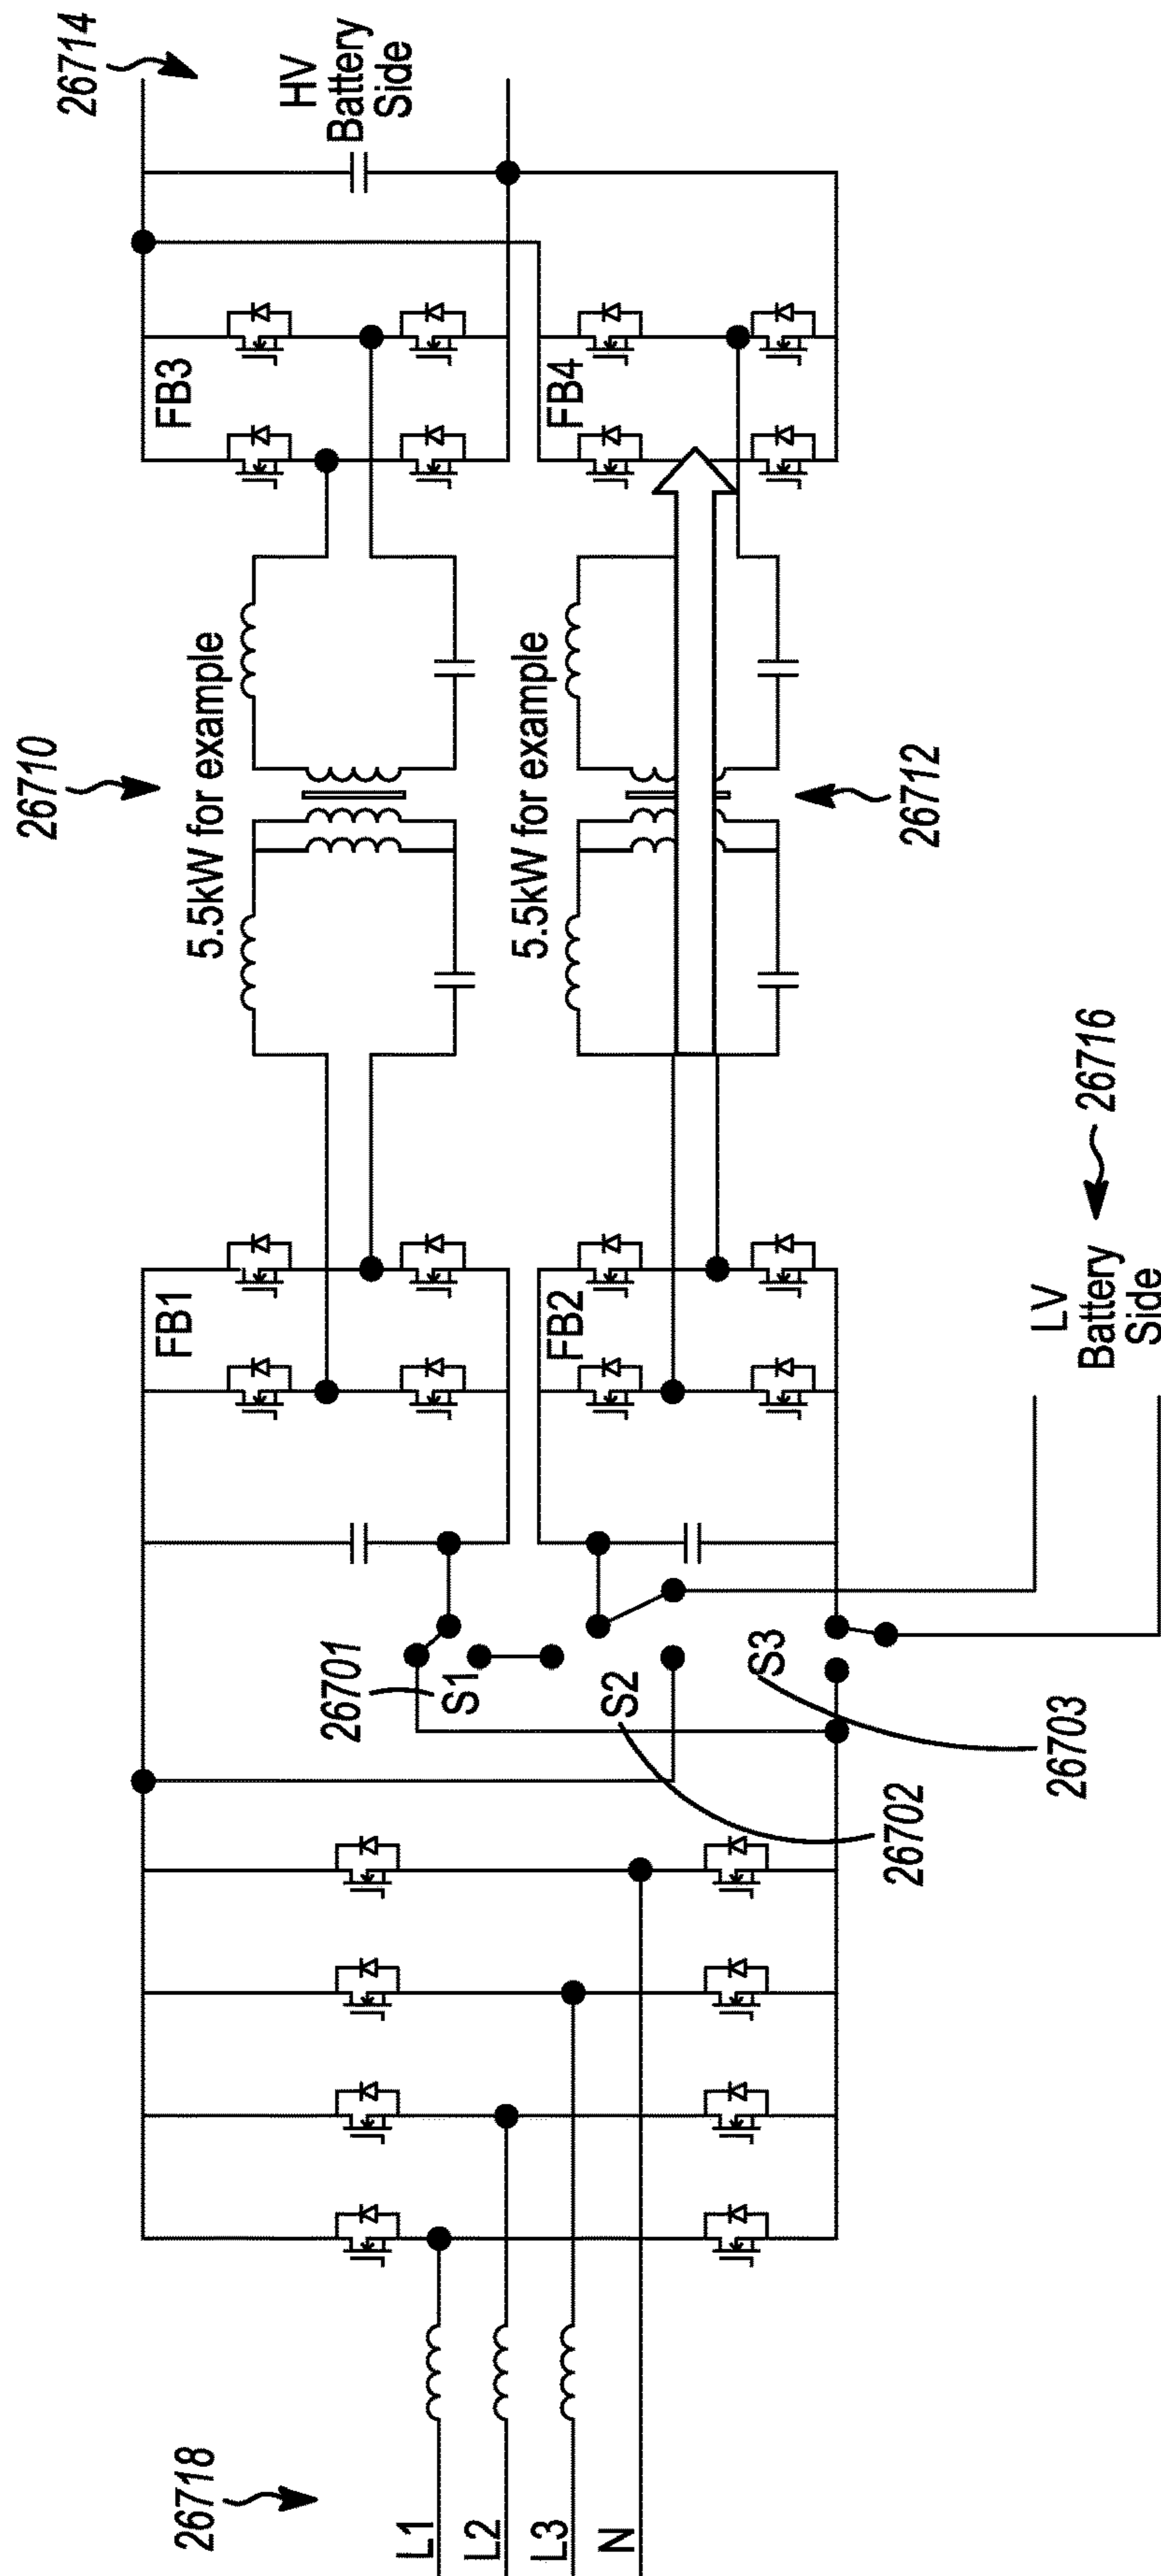 26718
L1
L2
L3
N
26701
S1
S2
S3
26702
26703
FB1
FB2
LV
Battery
Side
26716
26710
5.5kW for example
5.5kW for example
26712
FB3
FB4
26714
HV
Battery
Side